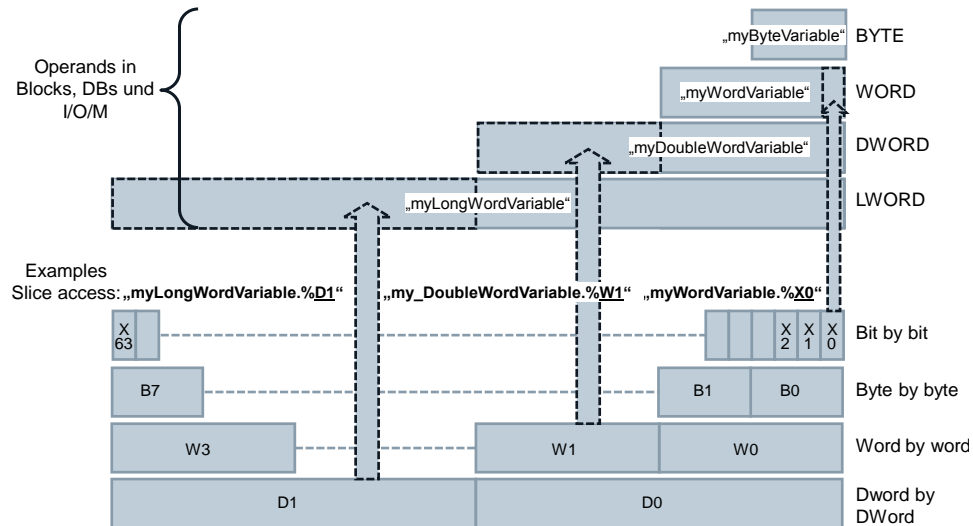 „myByteVariable“ BYTE
Operands in
Blocks, DBs und
I/O/M
„myWordVariable“ WORD
„myDoubleWordVariable“ DWORD
„myLongWordVariable“ LWORD
Examples
Slice access: „myLongWordVariable.%D1“ „my_DoubleWordVariable.%W1“ „myWordVariable.%X0“
X 63 X 2 X 1 X 0 Bit by bit
B7 B1 B0 Byte by byte
W3 W1 W0 Word by word
D1 D0 Dword by
DWord